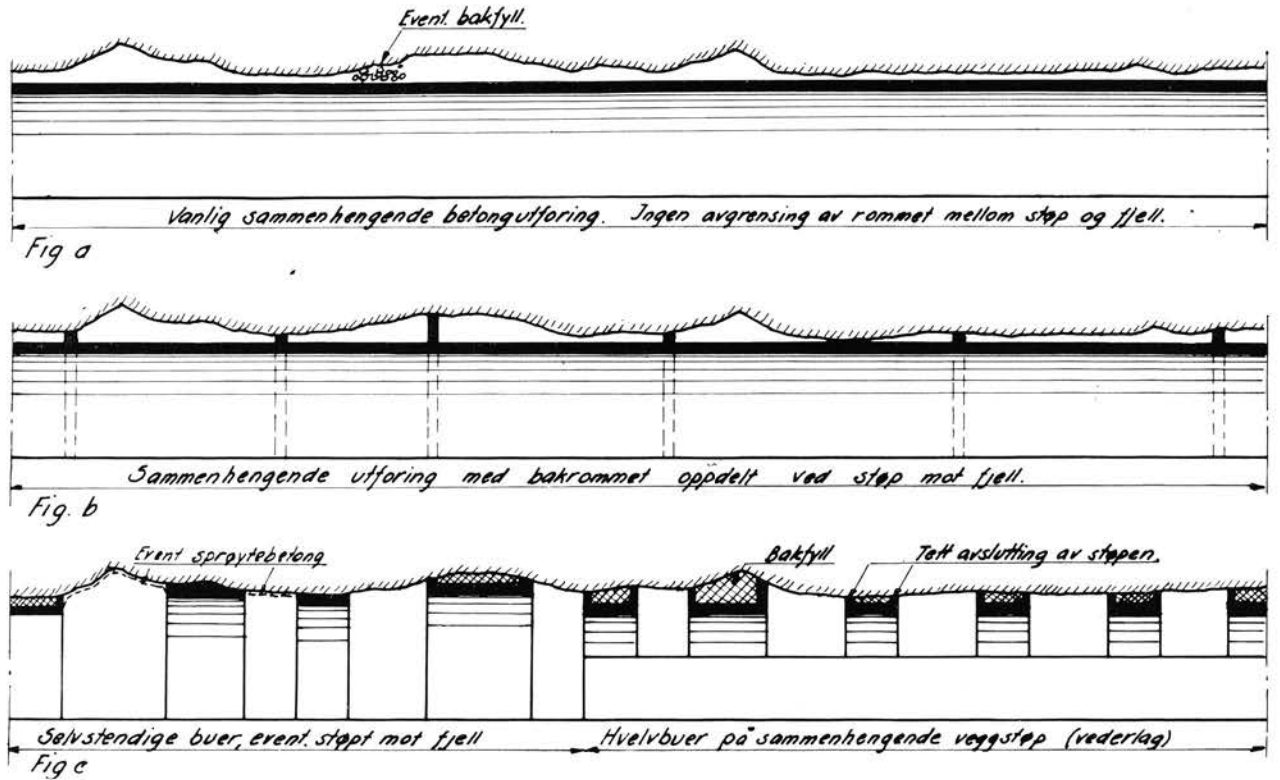 Event. bakfyll.
Vanlig sammenhengende betongutforing. Ingen avgrensing av rommet mellom støp og fjell.
Fig a
Sammenhengende utforing med bakrommet oppdelt ved støp mot fjell.
Fig. b
Event sprøytebetong
Bakfyll
Tett avslutting av støpen.
Selvstendige buer, event. støpt mot fjell
Hvelvbuer på sammenhengende veggstøp (vederlag)
Fig c